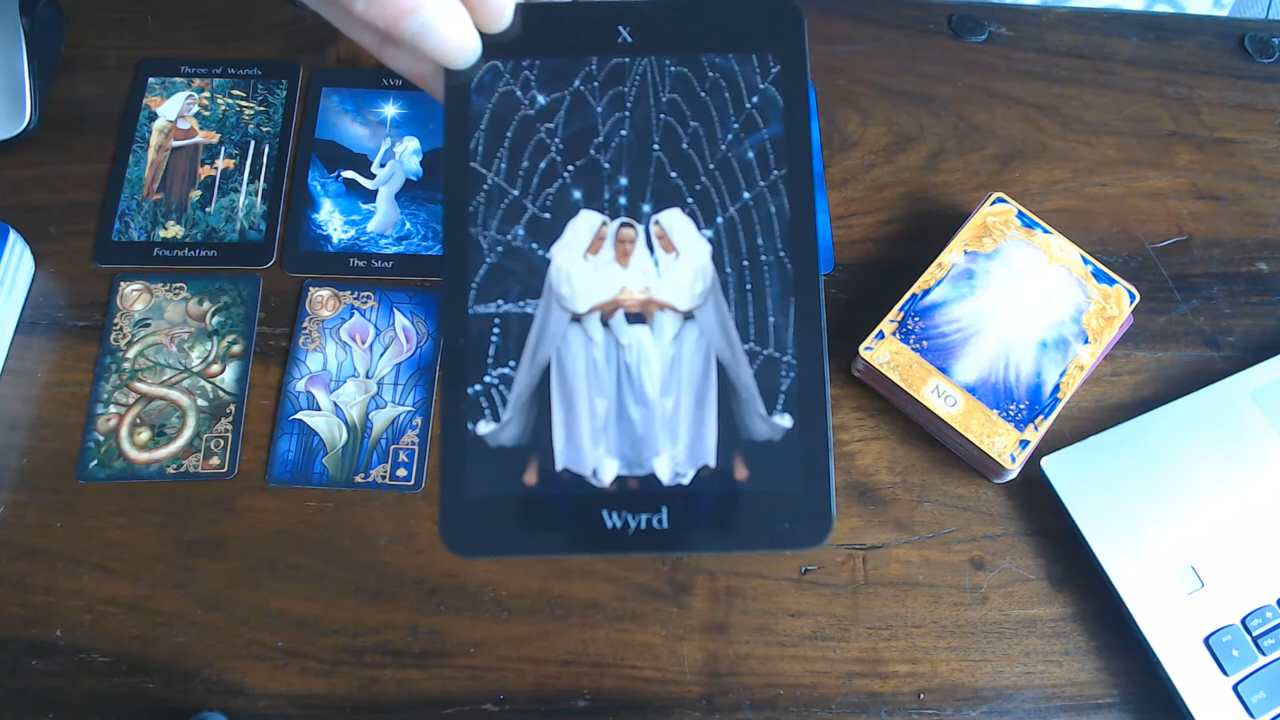 Three of Wands
Foundation
XVII
The Star
X
Wyrd
7
Q
30
K
NO